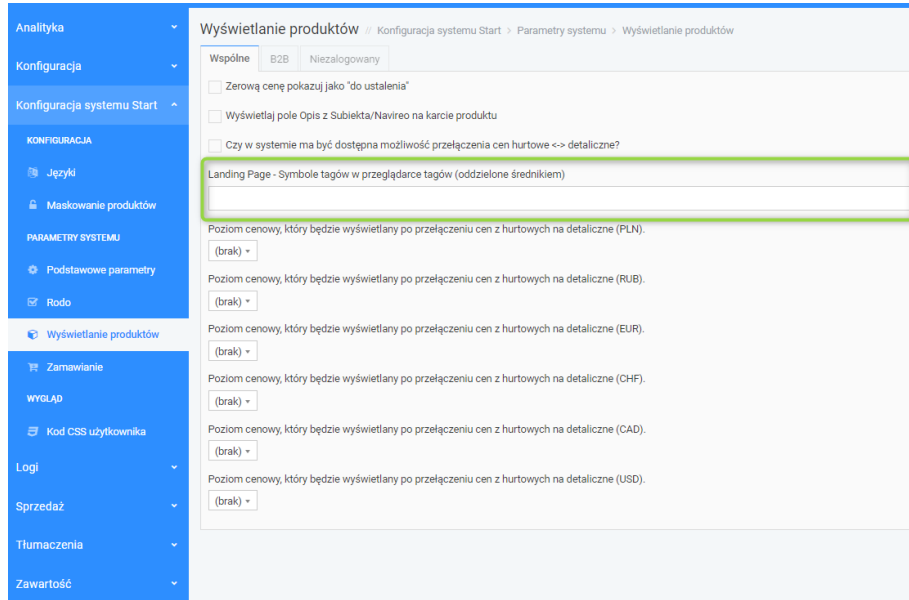 Analityka
Konfiguracja
Konfiguracja systemu Start
KONFIGURACJA
Języki
Maskowanie produktów
PARAMETRY SYSTEMU
Podstawowe parametry
Rodo
Wyświetlanie produktów
Zamawianie
WYGLĄD
Kod CSS użytkownika
Logi
Sprzedaż
Tłumaczenia
Zawartość
Wyświetlanie produktów // Konfiguracja systemu Start > Parametry systemu > Wyświetlanie produktów
Wspólne B2B Niezalogowany
Zerową cenę pokazuj jako "do ustalenia"
Wyświetlaj pole Opis z Subiekta/Navireo na karcie produktu
Czy w systemie ma być dostępna możliwość przełączenia cen hurtowe <-> detaliczne?
Landing Page - Symbole tagów w przeglądarce tagów (oddzielone średnikiem)
Poziom cenowy, który będzie wyświetlany po przełączeniu cen z hurtowych na detaliczne (PLN).
(brak)
Poziom cenowy, który będzie wyświetlany po przełączeniu cen z hurtowych na detaliczne (RUB).
(brak)
Poziom cenowy, który będzie wyświetlany po przełączeniu cen z hurtowych na detaliczne (EUR).
(brak)
Poziom cenowy, który będzie wyświetlany po przełączeniu cen z hurtowych na detaliczne (CHF).
(brak)
Poziom cenowy, który będzie wyświetlany po przełączeniu cen z hurtowych na detaliczne (CAD).
(brak)
Poziom cenowy, który będzie wyświetlany po przełączeniu cen z hurtowych na detaliczne (USD).
(brak)